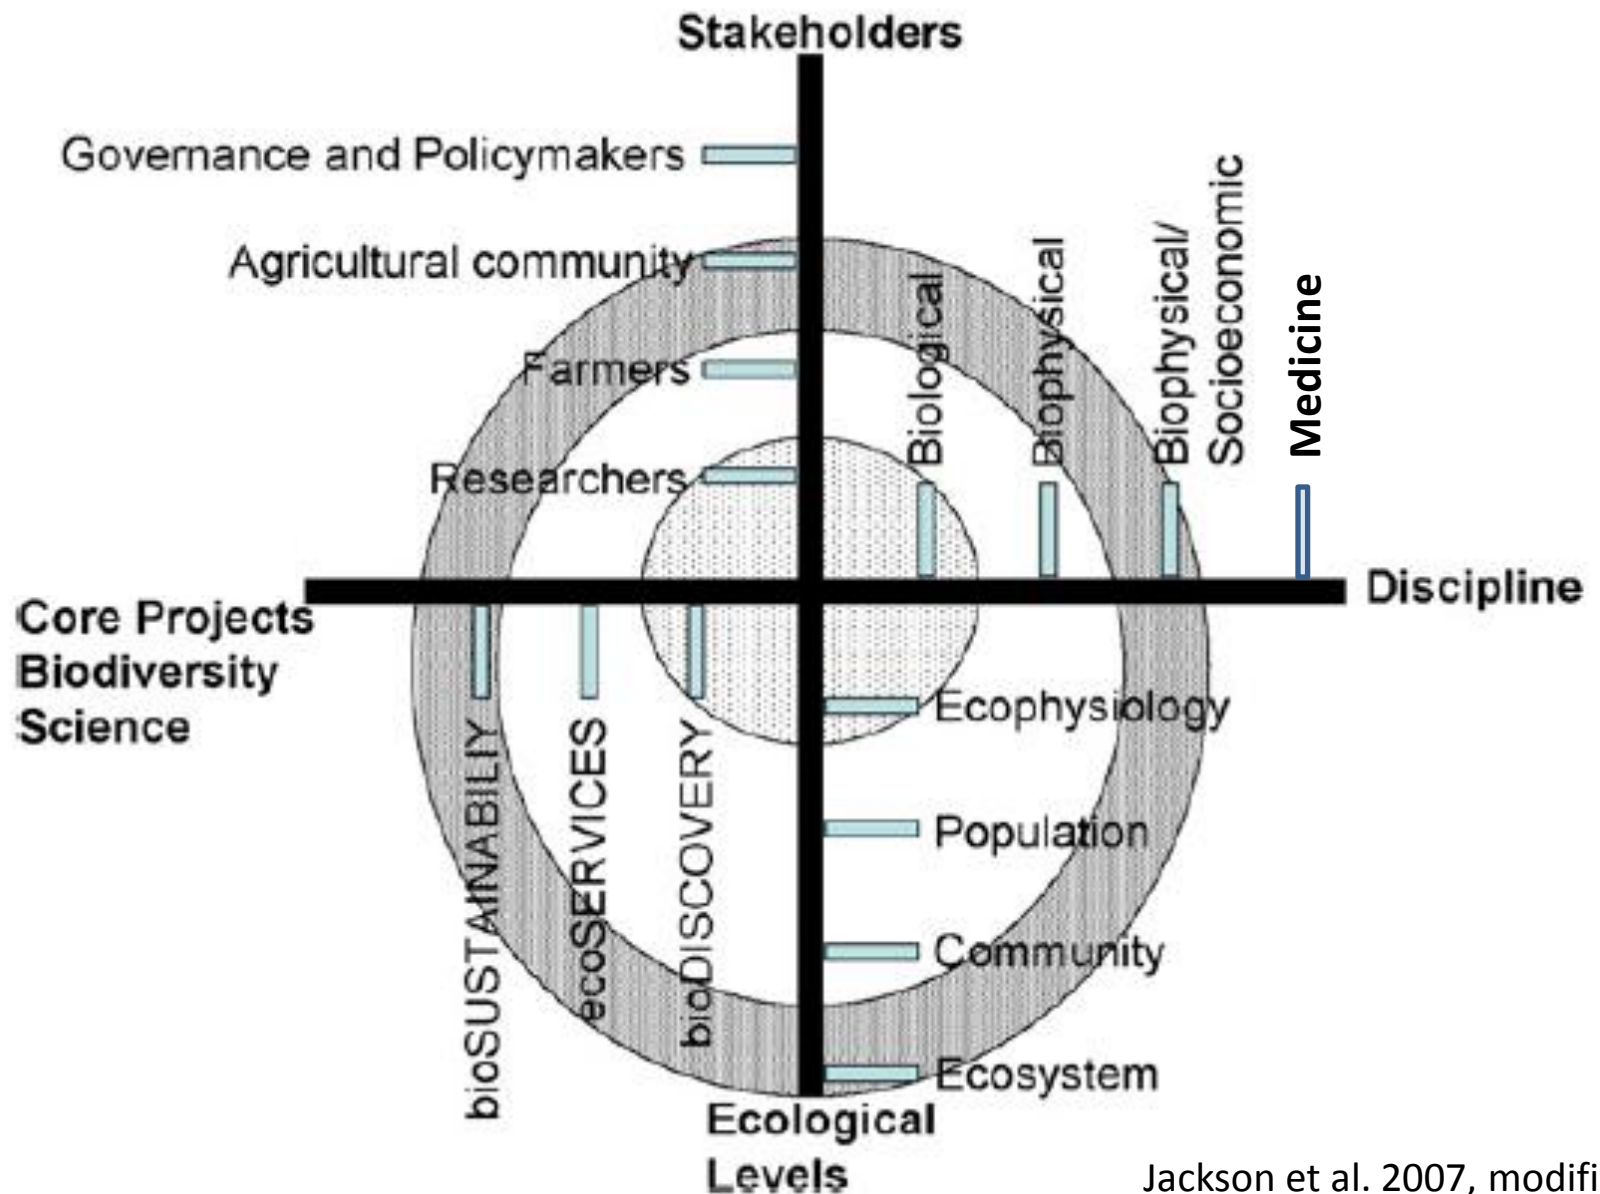 Stakeholders
Governance and Policymakers
Agricultural community
Farmers
Researchers
Biological
Biophysical
Biophysical/
Socioeconomic
Medicine
Discipline
Core Projects
Biodiversity
Science
bioSUSTAINABILIY
ecoSERVICES
bioDISCOVERY
Ecophysiology
Population
Community
Ecosystem
Ecological
Levels
Jackson et al. 2007, modifi